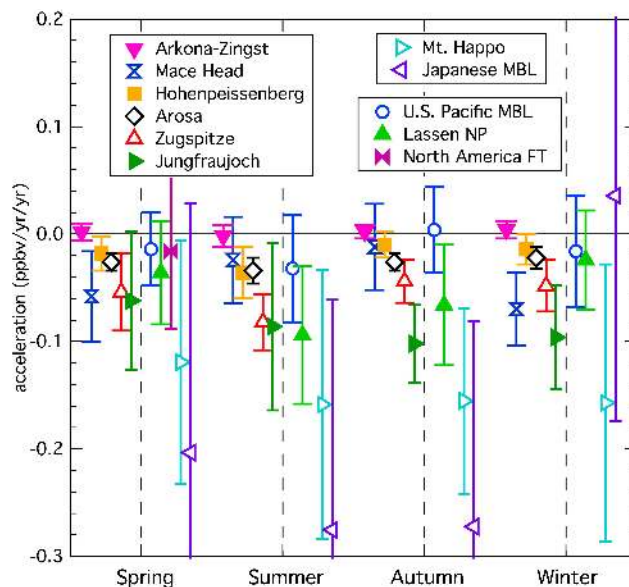 0.2
0.1
0.0
-0.1
-0.2
-0.3
acceleration (ppbv/yr/yr)
Arkona-Zingst
Mace Head
Hohenpeissenberg
Arosa
Zugspitze
Jungfraujoch
Mt. Happo
Japanese MBL
U.S. Pacific MBL
Lassen NP
North America FT
Spring
Summer
Autumn
Winter